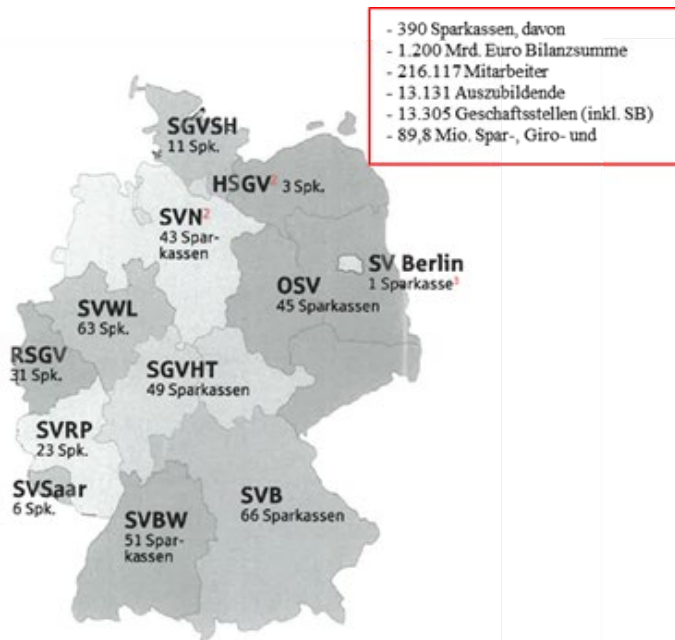 - 390 Sparkassen, davon
- 1.200 Mrd. Euro Bilanzsumme
- 216.117 Mitarbeiter
- 13.131 Auszubildende
- 13.305 Geschaftsstellen (inkl. SB)
- 89,8 Mio. Spar-, Giro- und
SGVSH
11 Spk.
HSGV² 3 Spk.
SVN²
43 Spar-
kassen
SV Berlin
1 Sparkasse³
OSV
45 Sparkassen
SVWL
63 Spk.
RSGV
31 Spk.
SGVHT
49 Sparkassen
SVRP
23 Spk.
SVSaar
6 Spk.
SVB
66 Sparkassen
SVBW
51 Spar-
kassen